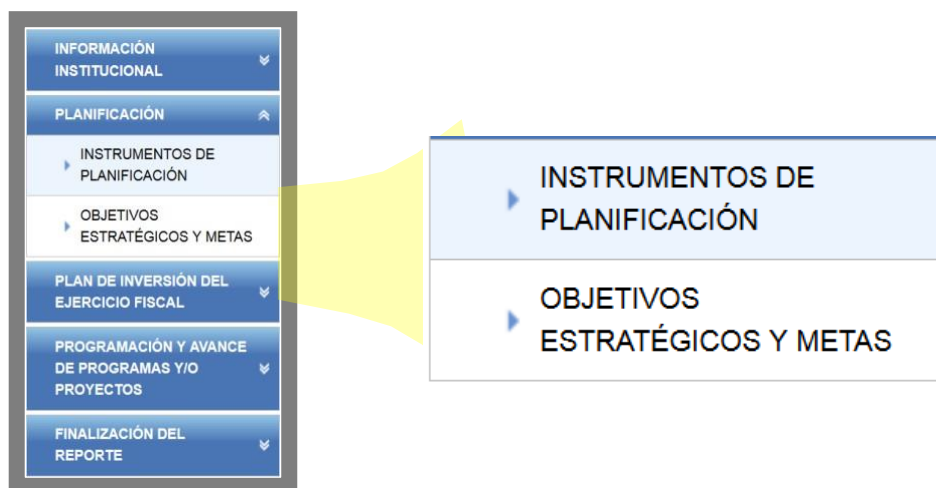 INFORMACIÓN
INSTITUCIONAL
PLANIFICACIÓN
INSTRUMENTOS DE
PLANIFICACIÓN
OBJETIVOS
ESTRATÉGICOS Y METAS
PLAN DE INVERSIÓN DEL
EJERCICIO FISCAL
PROGRAMACIÓN Y AVANCE
DE PROGRAMAS Y/O
PROYECTOS
FINALIZACIÓN DEL
REPORTE
INSTRUMENTOS DE
PLANIFICACIÓN
OBJETIVOS
ESTRATÉGICOS Y METAS